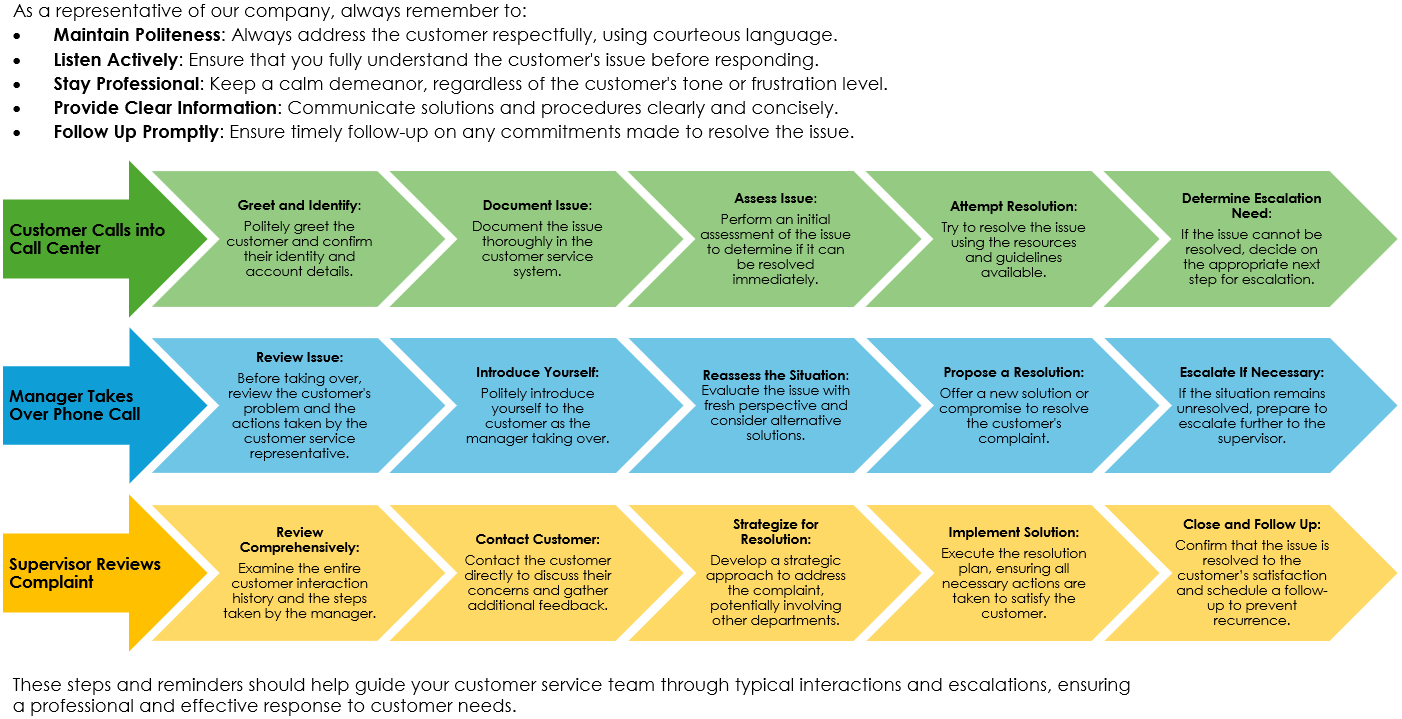 As a representative of our company, always remember to:
• Maintain Politeness: Always address the customer respectfully, using courteous language.
• Listen Actively: Ensure that you fully understand the customer's issue before responding.
• Stay Professional: Keep a calm demeanor, regardless of the customer's tone or frustration level.
• Provide Clear Information: Communicate solutions and procedures clearly and concisely.
• Follow Up Promptly: Ensure timely follow-up on any commitments made to resolve the issue.
Customer Calls into
Call Center
Greet and Identify:
Politely greet the
customer and confirm
their identity and
account details.
Document Issue:
Document the issue
thoroughly in the
customer service
system.
Assess Issue:
Perform an initial
assessment of the issue
to determine if it can
be resolved
immediately.
Attempt Resolution:
Try to resolve the issue
using the resources
and guidelines
available.
Determine Escalation
Need:
If the issue cannot be
resolved, decide on
the appropriate next
step for escalation.
Manager Takes
Over Phone Call
Review Issue:
Before taking over,
review the customer's
problem and the
actions taken by the
customer service
representative.
Introduce Yourself:
Politely introduce
yourself to the
customer as the
manager taking over.
Reassess the Situation:
Evaluate the issue with
fresh perspective and
consider alternative
solutions.
Propose a Resolution:
Offer a new solution or
compromise to resolve
the customer's
complaint.
Escalate If Necessary:
If the situation remains
unresolved, prepare to
escalate further to the
supervisor.
Supervisor Reviews
Complaint
Review
Comprehensively:
Examine the entire
customer interaction
history and the steps
taken by the manager.
Contact Customer:
Contact the customer
directly to discuss their
concerns and gather
additional feedback.
Strategize for
Resolution:
Develop a strategic
approach to address
the complaint,
potentially involving
other departments.
Implement Solution:
Execute the resolution
plan, ensuring all
necessary actions are
taken to satisfy the
customer.
Close and Follow Up:
Confirm that the issue is
resolved to the
customer’s satisfaction
and schedule a follow-
up to prevent
recurrence.
These steps and reminders should help guide your customer service team through typical interactions and escalations, ensuring
a professional and effective response to customer needs.